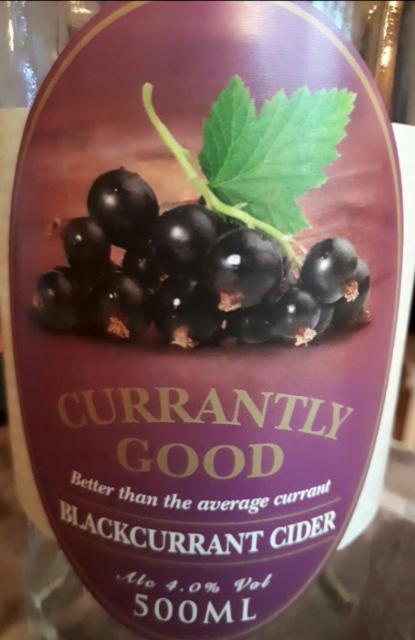 CURRANTLY
GOOD
Better than the average currant
BLACKCURRANT CIDER
Alc 4.0% Vol
500ML